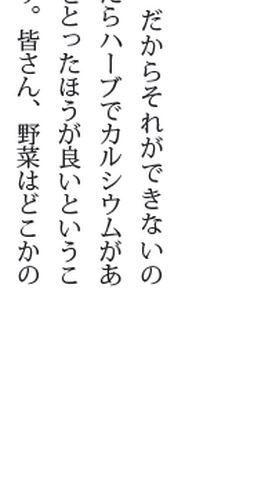 だからそれができないの
らハーブでカルシウムがあ
とったほうが良いというこ
。皆さん、野菜はどこかの